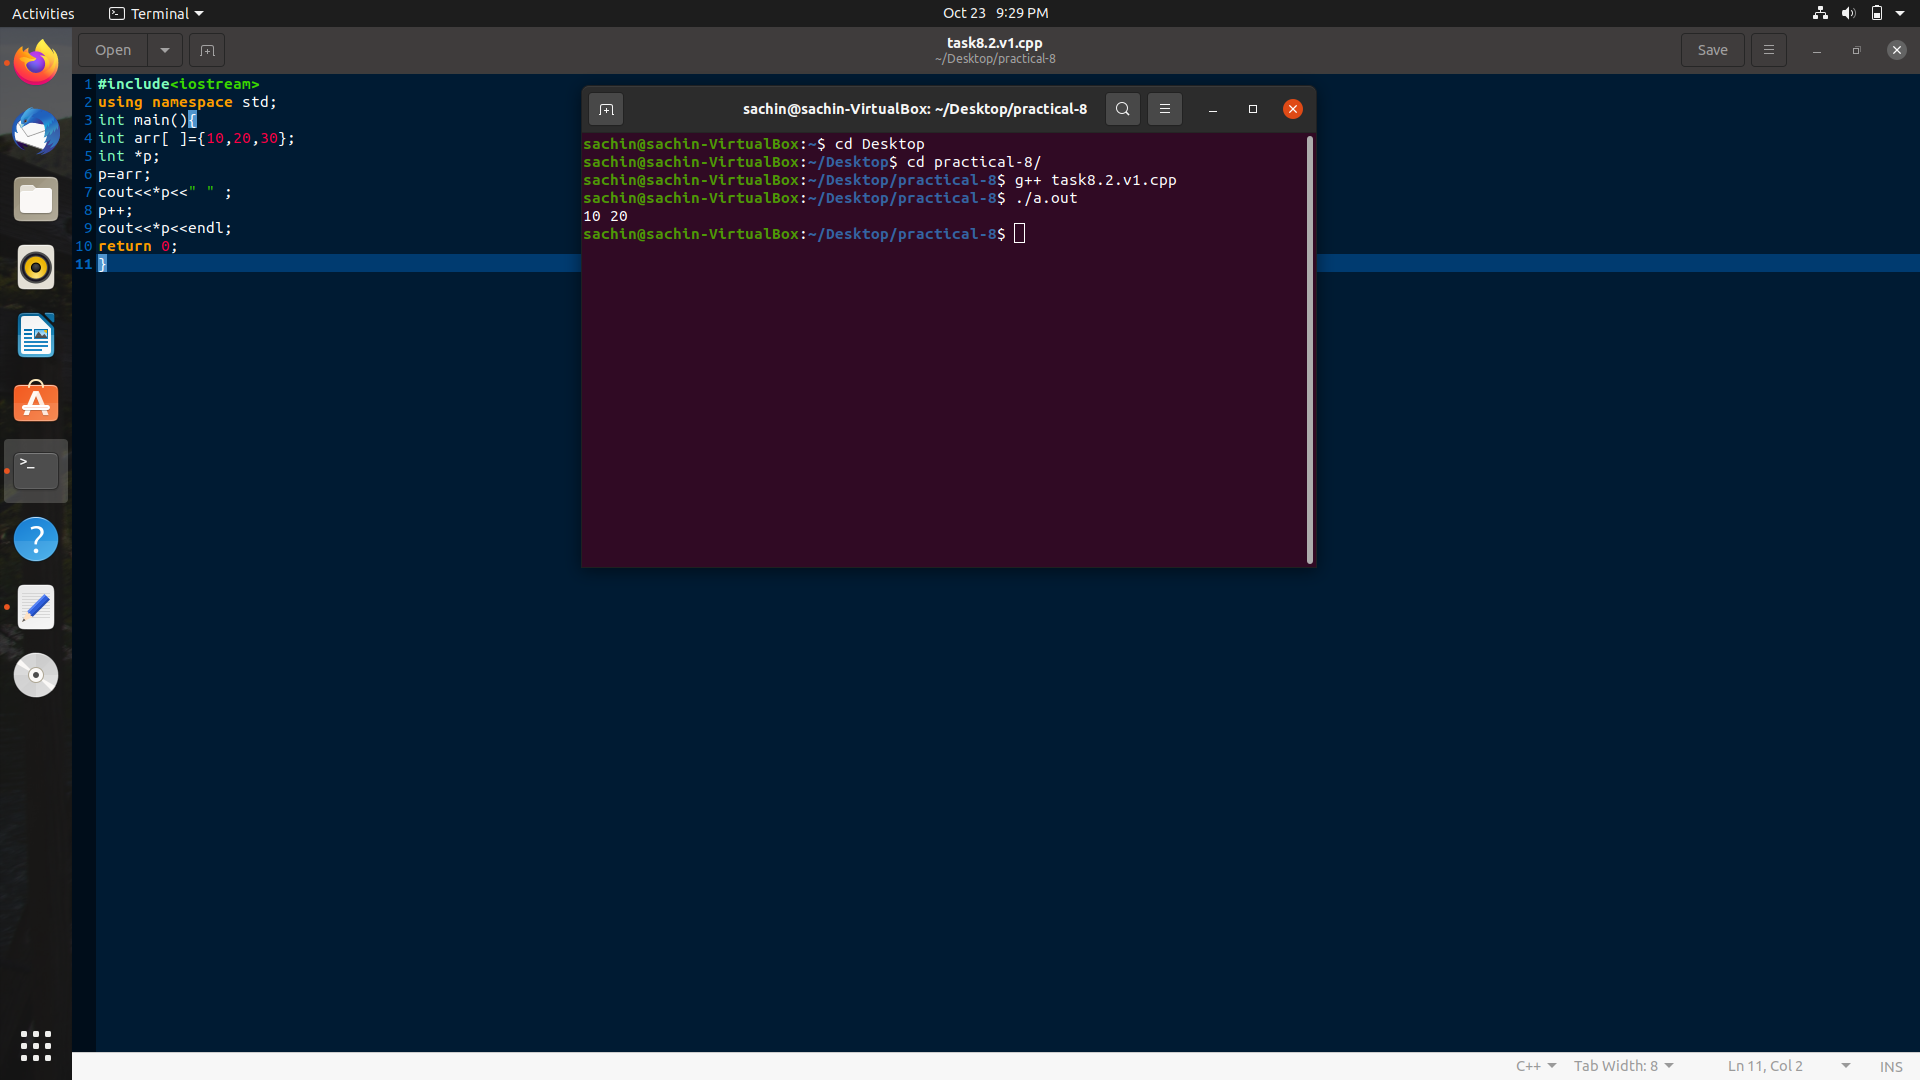 Activities
Terminal
Oct 23 9:29 PM
Open
task8.2.v1.cpp
~/Desktop/practical-8
Save
1 #include<iostream>
2 using namespace std;
3 int main(){
4 int arr[ ]={10,20,30};
5 int *p;
6 p=arr;
7 cout<<*p<<" " ;
8 p++;
9 cout<<*p<<endl;
10 return 0;
11 }
sachin@sachin-VirtualBox: ~/Desktop/practical-8
sachin@sachin-VirtualBox:~$ cd Desktop
sachin@sachin-VirtualBox:~/Desktop$ cd practical-8/
sachin@sachin-VirtualBox:~/Desktop/practical-8$ g++ task8.2.v1.cpp
sachin@sachin-VirtualBox:~/Desktop/practical-8$ ./a.out
10 20
sachin@sachin-VirtualBox:~/Desktop/practical-8$
C++
Tab Width: 8
Ln 11, Col 2
INS